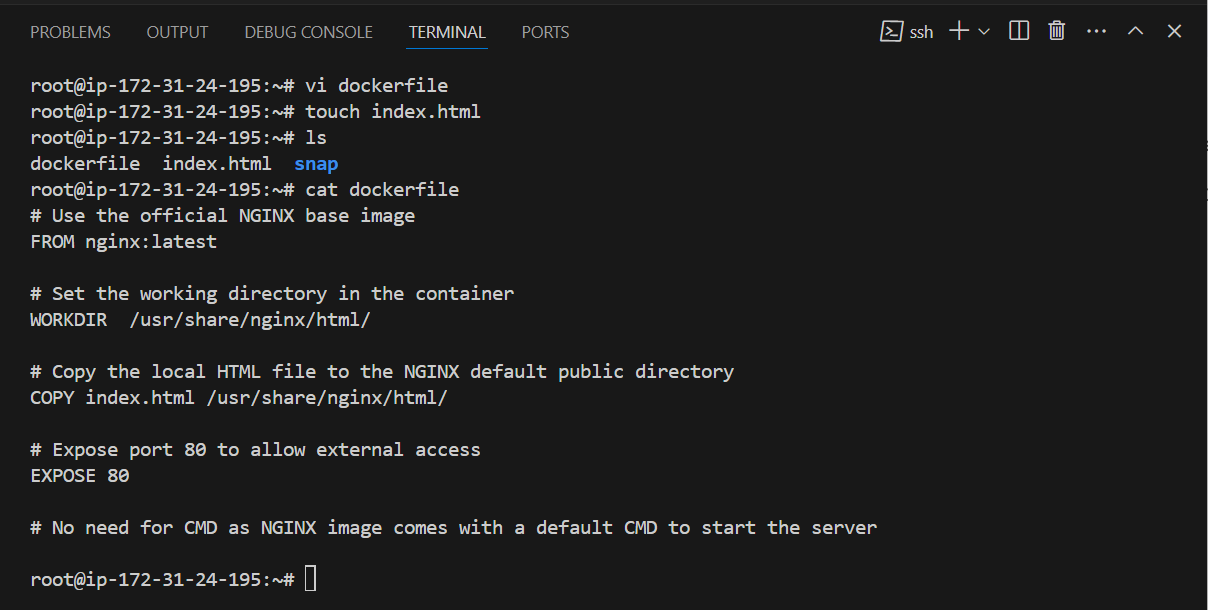 PROBLEMS OUTPUT DEBUG CONSOLE TERMINAL PORTS ssh
root@ip-172-31-24-195:~# vi dockerfile
root@ip-172-31-24-195:~# touch index.html
root@ip-172-31-24-195:~# ls
dockerfile  index.html  snap
root@ip-172-31-24-195:~# cat dockerfile
# Use the official NGINX base image
FROM nginx:latest
# Set the working directory in the container
WORKDIR  /usr/share/nginx/html/
# Copy the local HTML file to the NGINX default public directory
COPY index.html /usr/share/nginx/html/
# Expose port 80 to allow external access
EXPOSE 80
# No need for CMD as NGINX image comes with a default CMD to start the server
root@ip-172-31-24-195:~#